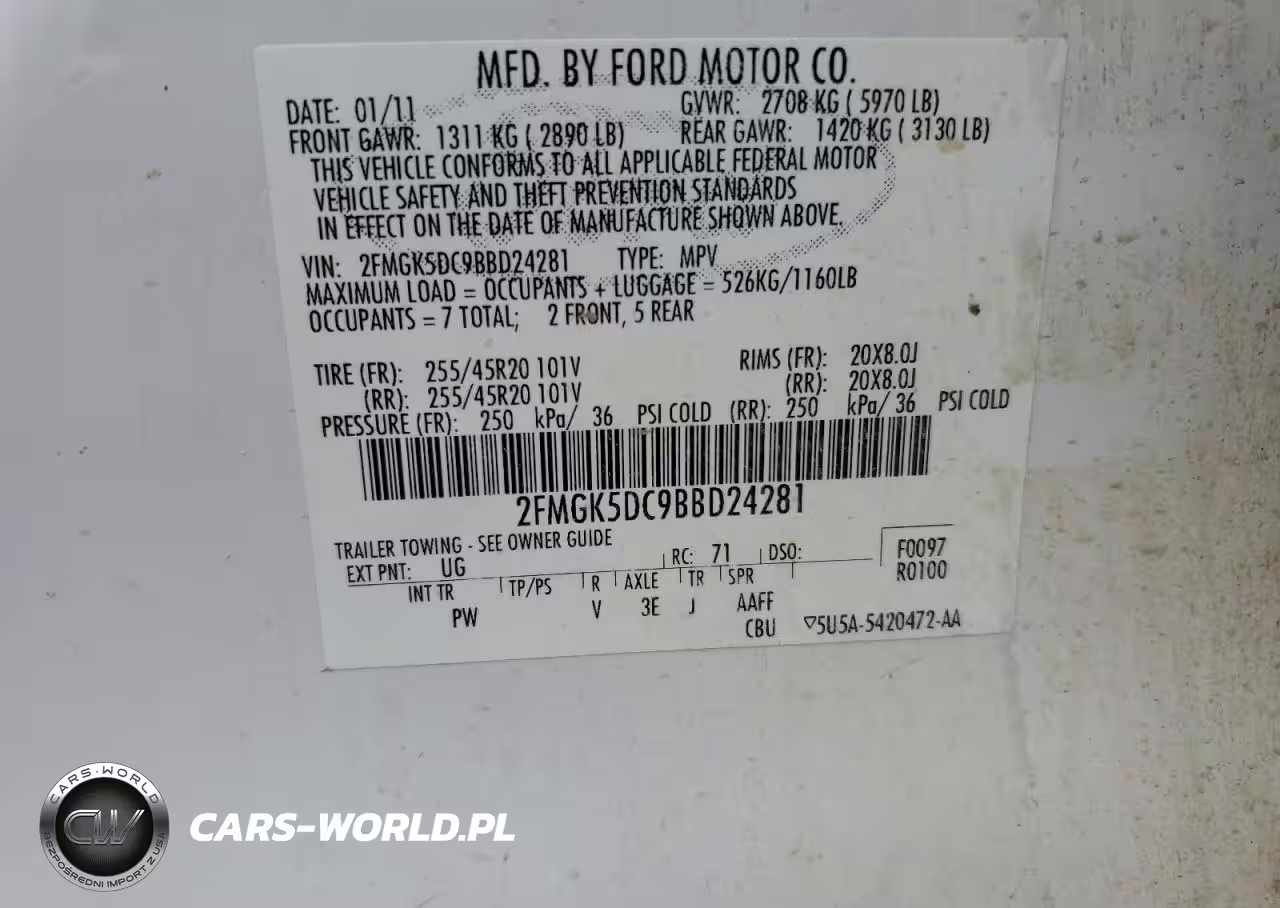 MFD. BY FORD MOTOR CO.
DATE: 01/11 GVWR: 2708 KG ( 5970 LB)
FRONT GAWR: 1311 KG ( 2890 LB) REAR GAWR: 1420 KG ( 3130 LB)
THIS VEHICLE CONFORMS TO ALL APPLICABLE FEDERAL MOTOR
VEHICLE SAFETY AND THEFT PREVENTION STANDARDS
IN EFFECT ON THE DATE OF MANUFACTURE SHOWN ABOVE.
VIN: 2FMGK5DC9BBD24281 TYPE: MPV
MAXIMUM LOAD = OCCUPANTS + LUGGAGE = 526KG/1160LB
OCCUPANTS = 7 TOTAL; 2 FRONT, 5 REAR
TIRE (FR): 255/45R20 101V RIMS (FR): 20X8.0J
(RR): 255/45R20 101V (RR): 20X8.0J
PRESSURE (FR): 250 kPa/ 36 PSI COLD (RR): 250 kPa/ 36 PSI COLD
2FMGK5DC9BBD24281
TRAILER TOWING - SEE OWNER GUIDE
EXT PNT: UG RC: 71 DSO: F0097
INT TR TP/PS R AXLE TR SPR R0100
PW V 3E J AAFF
CBU ▽5U5A-5420472-AA
CARS-WORLD
CW
BEZPOŚREDNI IMPORT Z USA
CARS-WORLD.PL